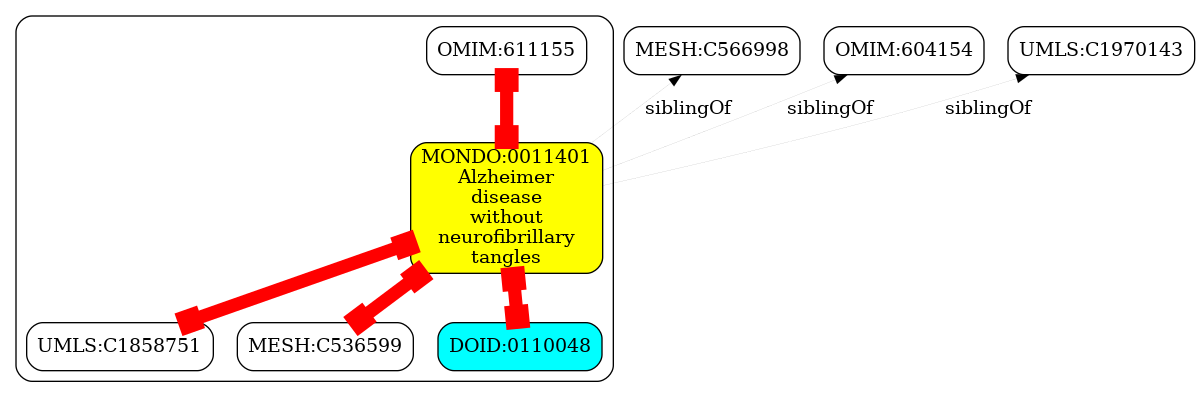 OMIM:611155
MESH:C566998
OMIM:604154
UMLS:C1970143
siblingOf
siblingOf
siblingOf
MONDO:0011401
Alzheimer
disease
without
neurofibrillary
tangles
UMLS:C1858751
MESH:C536599
DOID:0110048